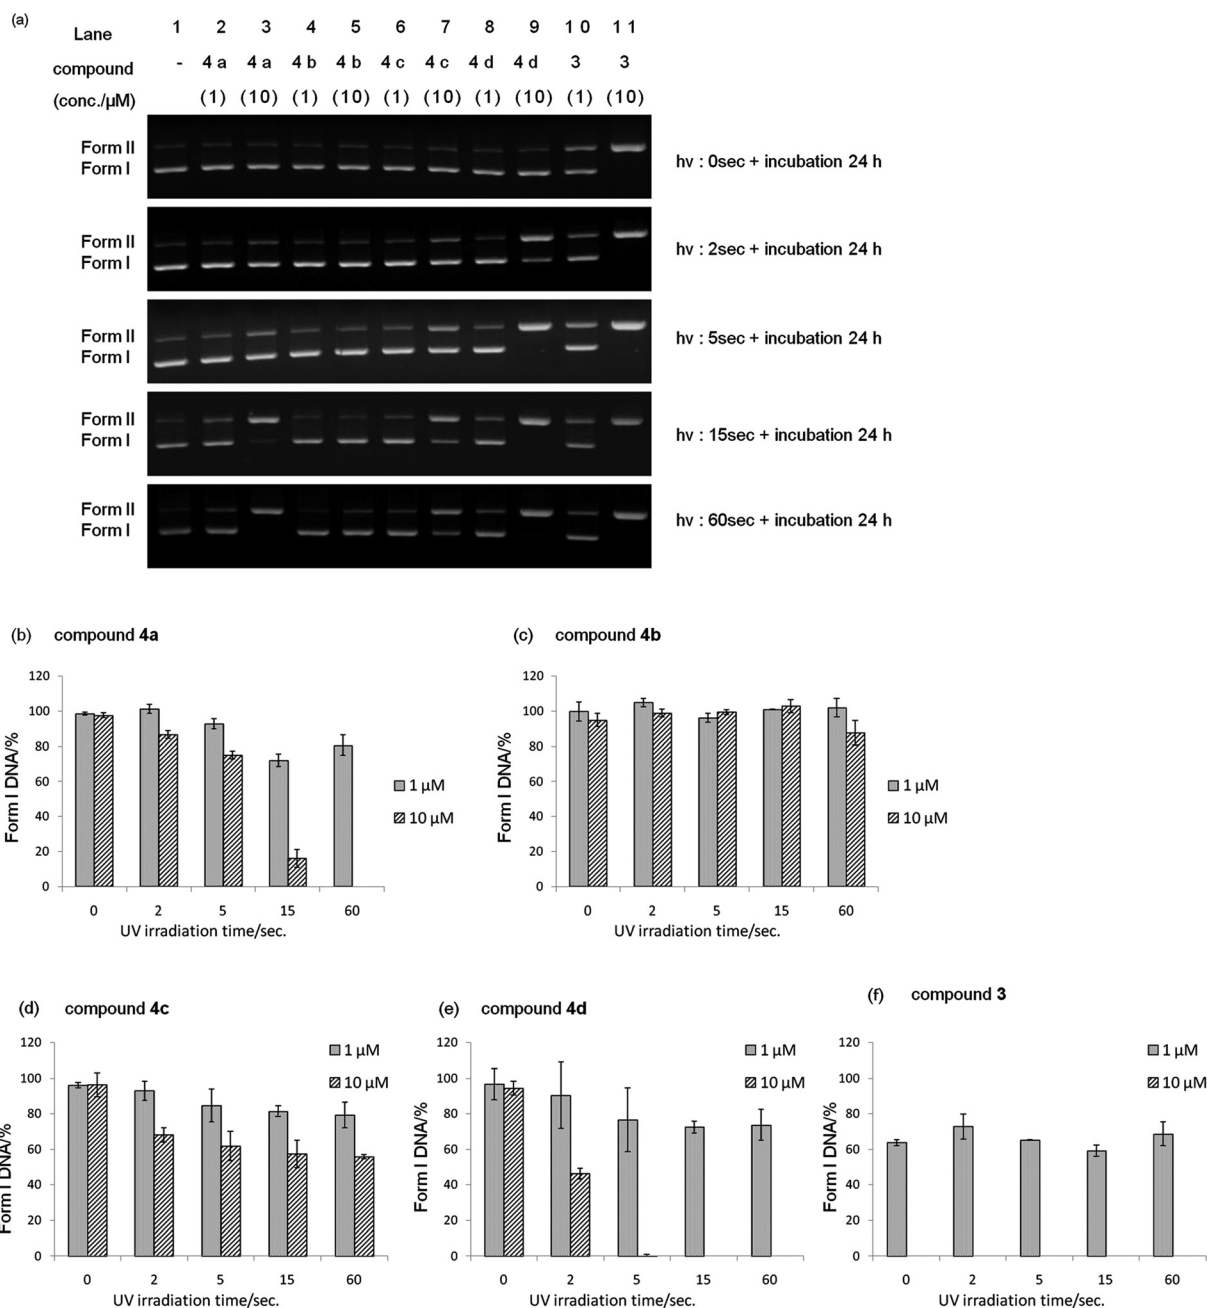 (a)
Lane 1 2 3 4 5 6 7 8 9 10 11
compound - 4a 4a 4b 4b 4c 4c 4d 4d 3 3
(conc./µM) (1) (10) (1) (10) (1) (10) (1) (10) (1) (10)
Form II
Form I
hν : 0sec + incubation 24 h
Form II
Form I
hν : 2sec + incubation 24 h
Form II
Form I
hν : 5sec + incubation 24 h
Form II
Form I
hν : 15sec + incubation 24 h
Form II
Form I
hν : 60sec + incubation 24 h
(b) compound 4a
120
100
80
60
40
20
0
Form I DNA/%
0 2 5 15 60
UV irradiation time/sec.
1 µM
10 µM
(c) compound 4b
120
100
80
60
40
20
0
Form I DNA/%
0 2 5 15 60
UV irradiation time/sec.
1 µM
10 µM
(d) compound 4c
120
100
80
60
40
20
0
Form I DNA/%
0 2 5 15 60
UV irradiation time/sec.
1 µM
10 µM
(e) compound 4d
120
100
80
60
40
20
0
Form I DNA/%
0 2 5 15 60
UV irradiation time/sec.
1 µM
10 µM
(f) compound 3
120
100
80
60
40
20
0
Form I DNA/%
0 2 5 15 60
UV irradiation time/sec.
1 µM
10 µM